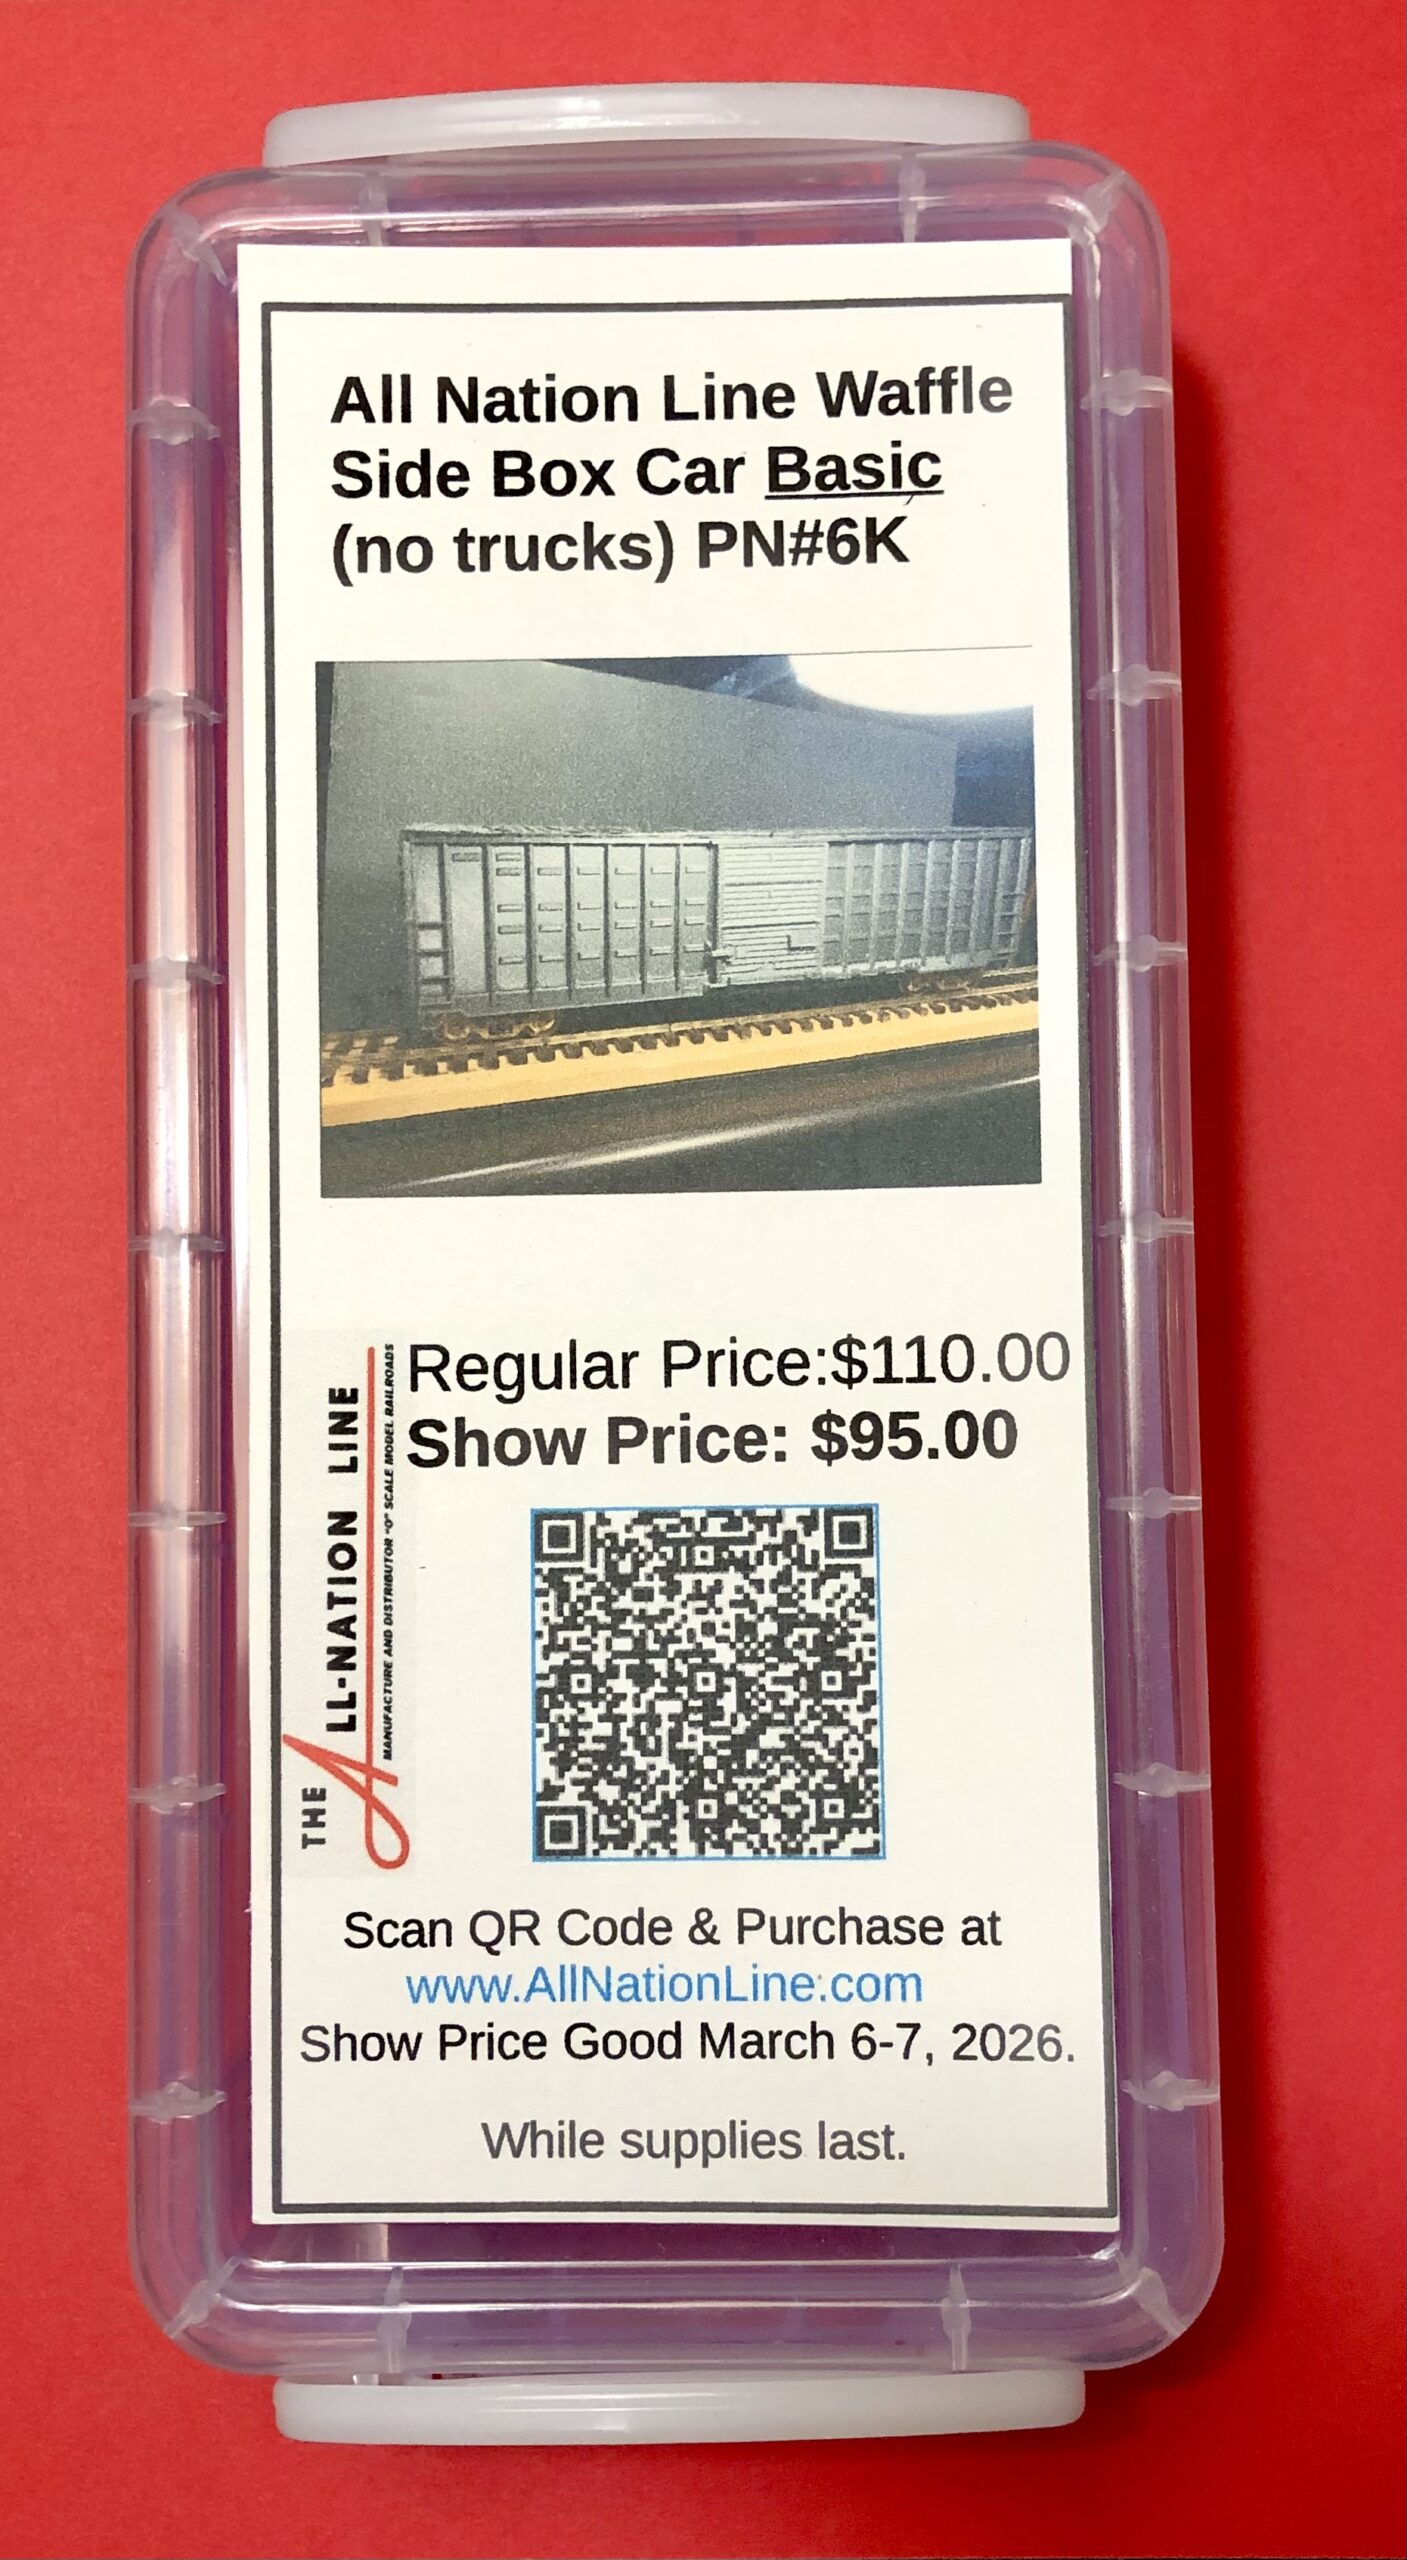 All Nation Line Waffle
Side Box Car Basic
(no trucks) PN#6K
Regular Price:$110.00
Show Price: $95.00
THE ALL-NATION LINE
MANUFACTURE AND DISTRIBUTOR "O" SCALE MODEL RAILROADS
Scan QR Code & Purchase at
www.AllNationLine.com
Show Price Good March 6-7, 2026.
While supplies last.